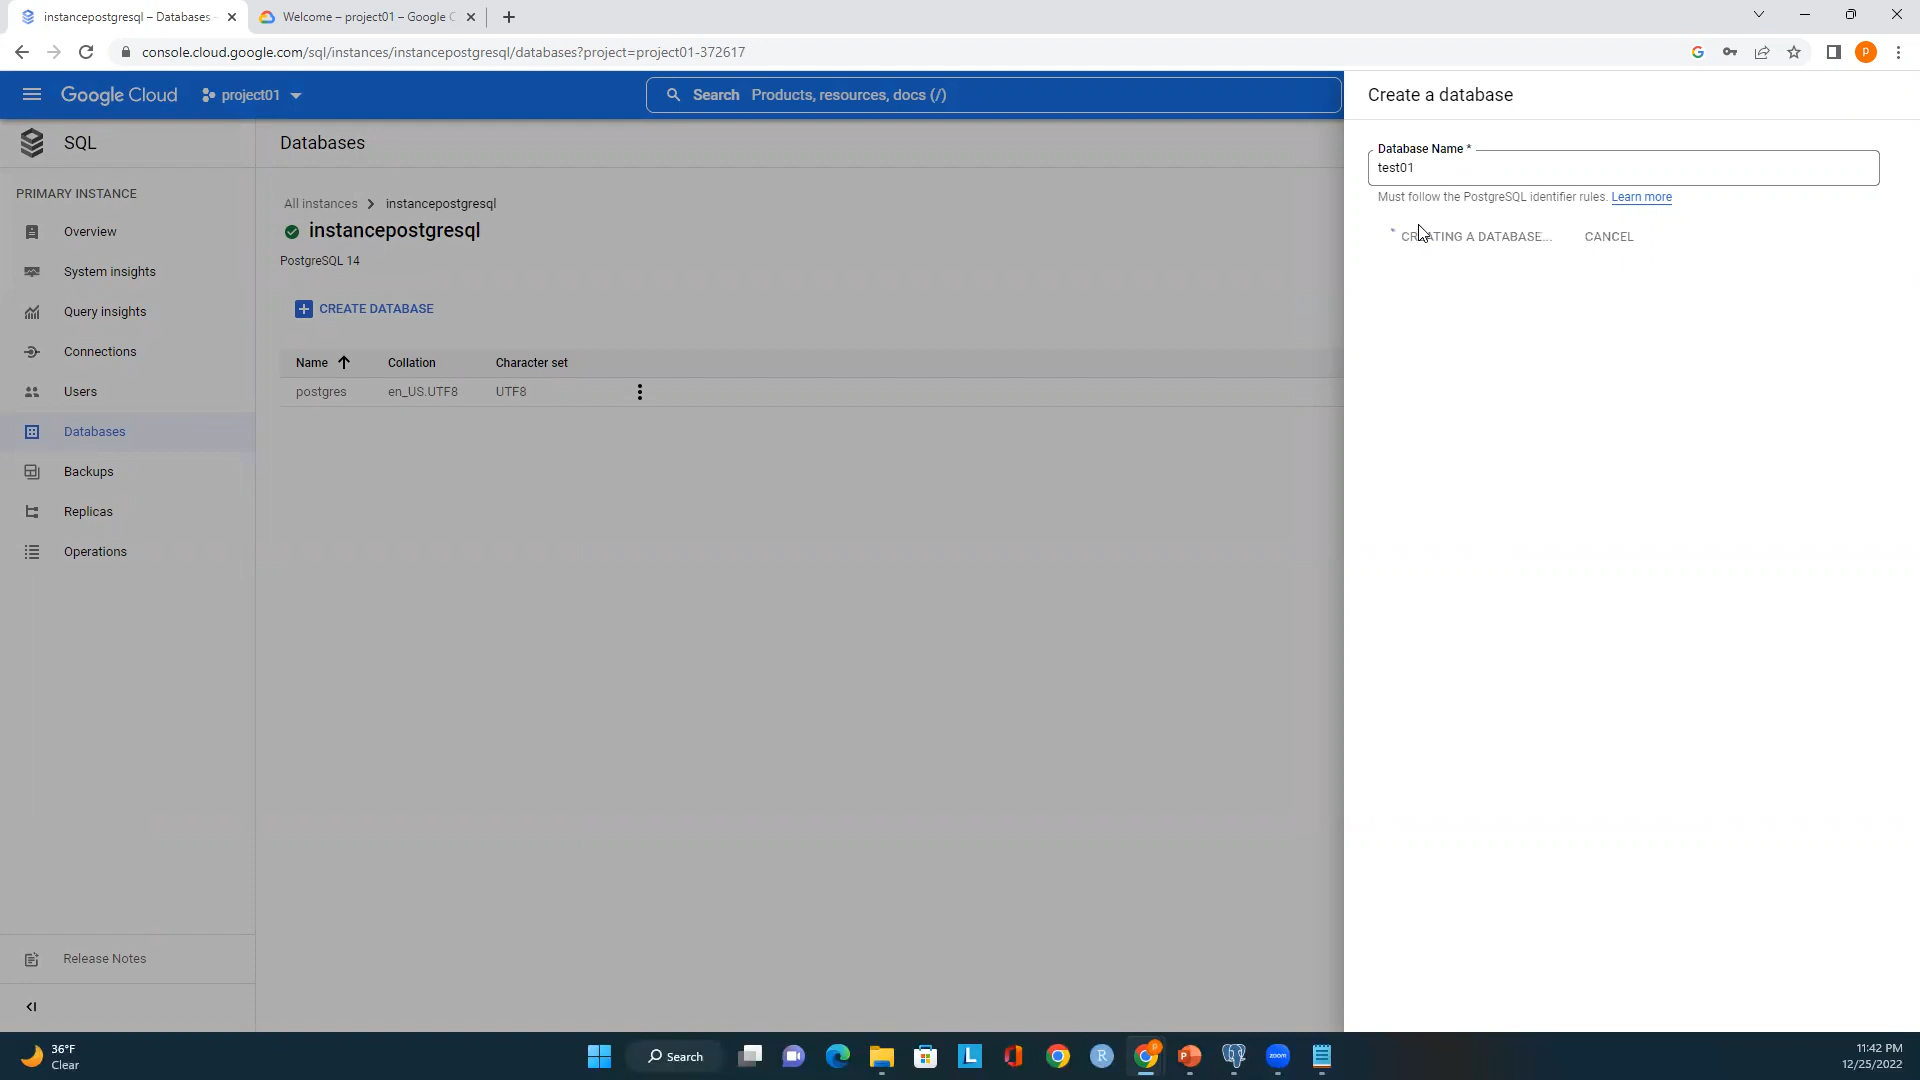 instancepostgresql – Databases
Welcome – project01 – Google C
console.cloud.google.com/sql/instances/instancepostgresql/databases?project=project01-372617
P
Google Cloud
project01
Search Products, resources, docs (/)
Create a database
SQL
Databases
Database Name *
test01
Must follow the PostgreSQL identifier rules. Learn more
CREATING A DATABASE...
CANCEL
PRIMARY INSTANCE
Overview
System insights
Query insights
Connections
Users
Databases
Backups
Replicas
Operations
All instances
instancepostgresql
instancepostgresql
PostgreSQL 14
CREATE DATABASE
Name
Collation
Character set
postgres
en_US.UTF8
UTF8
Release Notes
36°F
Clear
Search
L
R
P
P
zoom
11:42 PM
12/25/2022